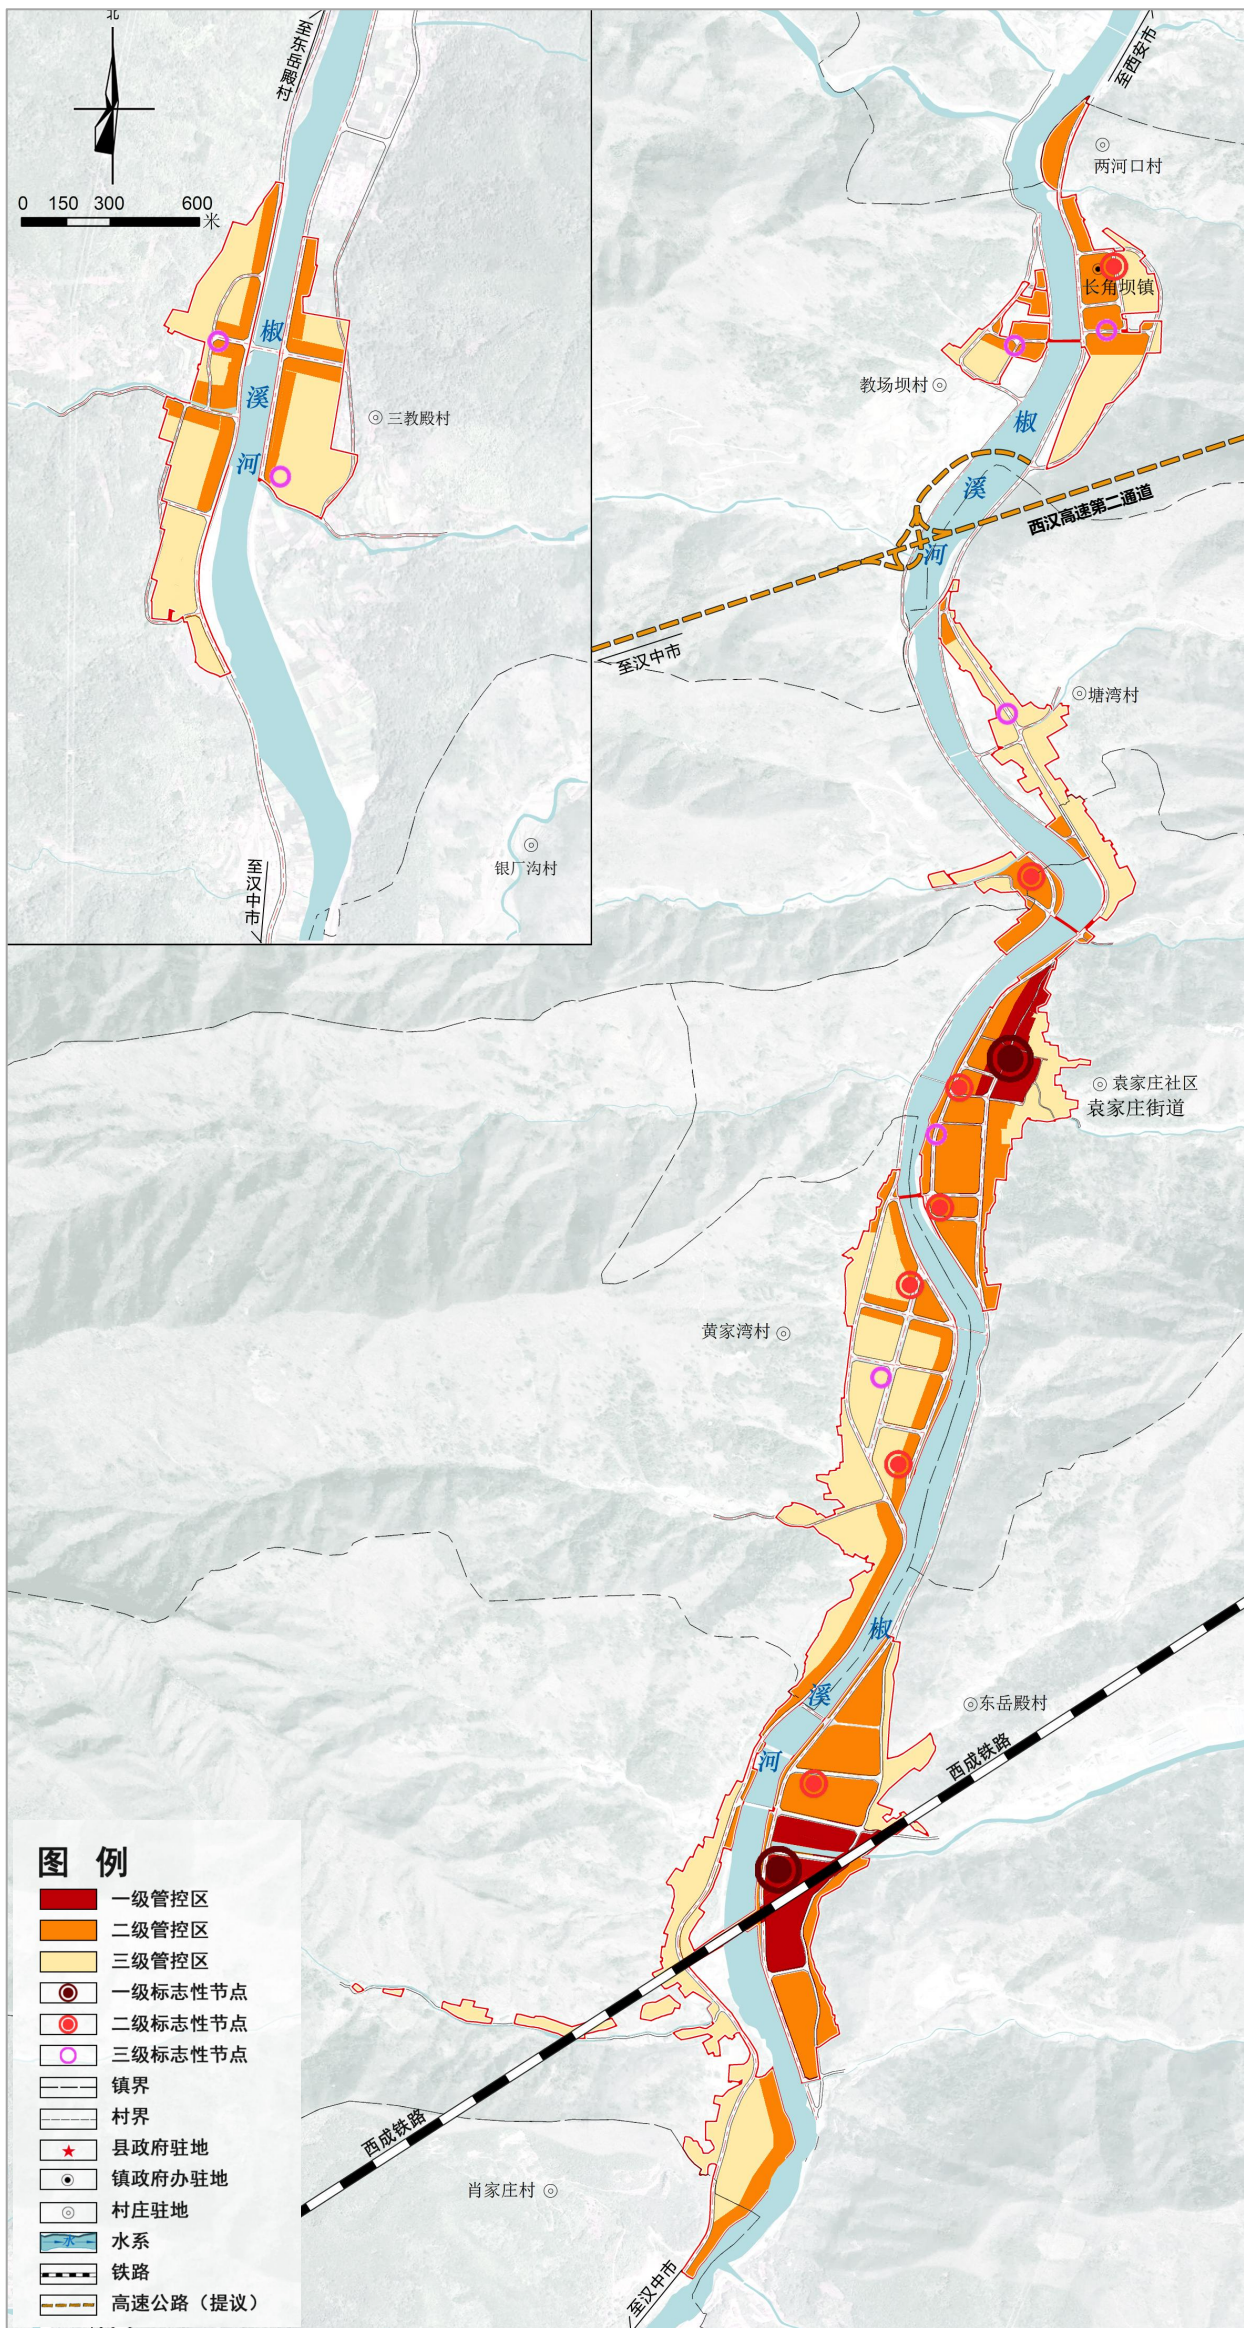 北
0 150 300 600
米
至东岳殿村
椒
溪
河
三教殿村
银厂沟村
至汉中市
至西安市
两河口村
长角坝镇
教场坝村
椒
溪
河
西汉高速第二通道
至汉中市
塘湾村
袁家庄社区
袁家庄街道
黄家湾村
椒
溪
河
东岳殿村
西成铁路
西成铁路
肖家庄村
至汉中市
图 例
一级管控区
二级管控区
三级管控区
一级标志性节点
二级标志性节点
三级标志性节点
镇界
村界
县政府驻地
镇政府办驻地
村庄驻地
水 水系
铁路
高速公路（提议）